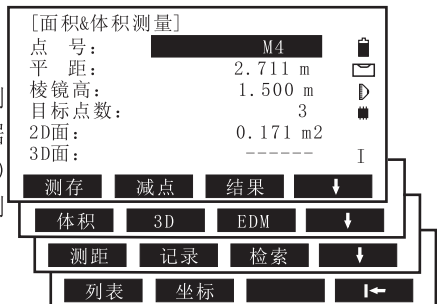 [面积&体积测量]
点 号: M4
平 距: 2.711 m
棱镜高: 1.500 m
目标点数: 3
2D面: 0.171 m2
3D面: ------ I
测存 减点 结果 ↓
体积 3D EDM ↓
测距 记录 检索 ↓
列表 坐标